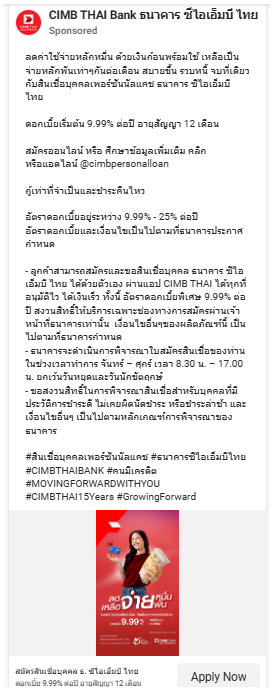 CIMB THAI Bank ธนาคาร ซีไอเอ็มบี ไทย
Sponsored
ลดค่าใช้จ่ายหลักหมื่น ด้วยเงินก้อนพร้อมใช้ เหลือเป็น
จ่ายหลักพันเท่าๆกันต่อเดือน สบายขึ้น รวบหนี้ จบที่เดียว
กับสินเชื่อบุคคลเพอร์ซันนัลแคช ธนาคาร ซีไอเอ็มบี
ไทย
ดอกเบี้ยเริ่มต้น 9.99% ต่อปี อายุสัญญา 12 เดือน
สมัครออนไลน์ หรือ ศึกษาข้อมูลเพิ่มเติม คลิก
หรือแอดไลน์ @cimbpersonalloan
กู้เท่าที่จำเป็นและชำระคืนไหว
อัตราดอกเบี้ยอยู่ระหว่าง 9.99% - 25% ต่อปี
อัตราดอกเบี้ยและเงื่อนไขเป็นไปตามที่ธนาคารประกาศ
กำหนด
- ลูกค้าสามารถสมัครและขอสินเชื่อบุคคล ธนาคาร ซีไอ
เอ็มบี ไทย ได้ด้วยตัวเอง ผ่านแอป CIMB THAI ได้ทุกที่
อนุมัติไว ได้เงินเร็ว ทั้งนี้ อัตราดอกเบี้ยพิเศษ 9.99% ต่อ
ปี สงวนสิทธิ์ให้บริการเฉพาะช่องทางการสมัครผ่านเจ้า
หน้าที่ธนาคารเท่านั้น เงื่อนไขอื่นๆของผลิตภัณฑ์นี้ เป็น
ไปตามที่ธนาคารกำหนด
- ธนาคารจะดำเนินการพิจารณาใบสมัครสินเชื่อของท่าน
ในช่วงเวลาทำการ จันทร์ – ศุกร์ เวลา 8.30 น. – 17.00
น. ยกเว้นวันหยุดและวันนักขัตฤกษ์
- ขอสงวนสิทธิ์ในการพิจารณาสินเชื่อสำหรับบุคคลที่มี
ประวัติการชำระดี ไม่เคยผิดนัดชำระ หรือชำระล่าช้า และ
เงื่อนไขอื่นๆ เป็นไปตามหลักเกณฑ์การพิจารณาของ
ธนาคาร
#สินเชื่อบุคคลเพอร์ซันนัลแคช #ธนาคารซีไอเอ็มบีไทย
#CIMBTHAIBANK #คนมีเครดิต
#MOVINGFORWARDWITHYOU
#CIMBTHAI15Years #GrowingForward
ลด จ่าย หมื่น
เหลือ พัน
9.99%
สมัครสินเชื่อบุคคล ธ. ซีไอเอ็มบี ไทย
ดอกเบี้ย 9.99% ต่อปี อายุสัญญา 12 เดือน
Apply Now